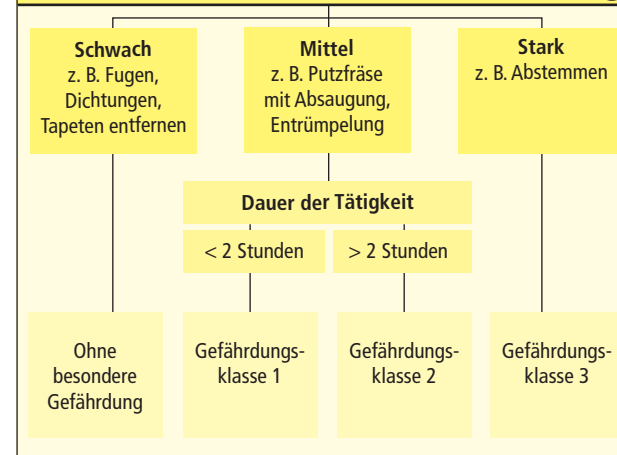 Schwach
z. B. Fugen,
Dichtungen,
Tapeten entfernen
Mittel
z. B. Putzfräse
mit Absaugung,
Entrümpelung
Stark
z. B. Abstemmen
Dauer der Tätigkeit
< 2 Stunden
> 2 Stunden
Ohne
besondere
Gefährdung
Gefährdungs-
klasse 1
Gefährdungs-
klasse 2
Gefährdungs-
klasse 3